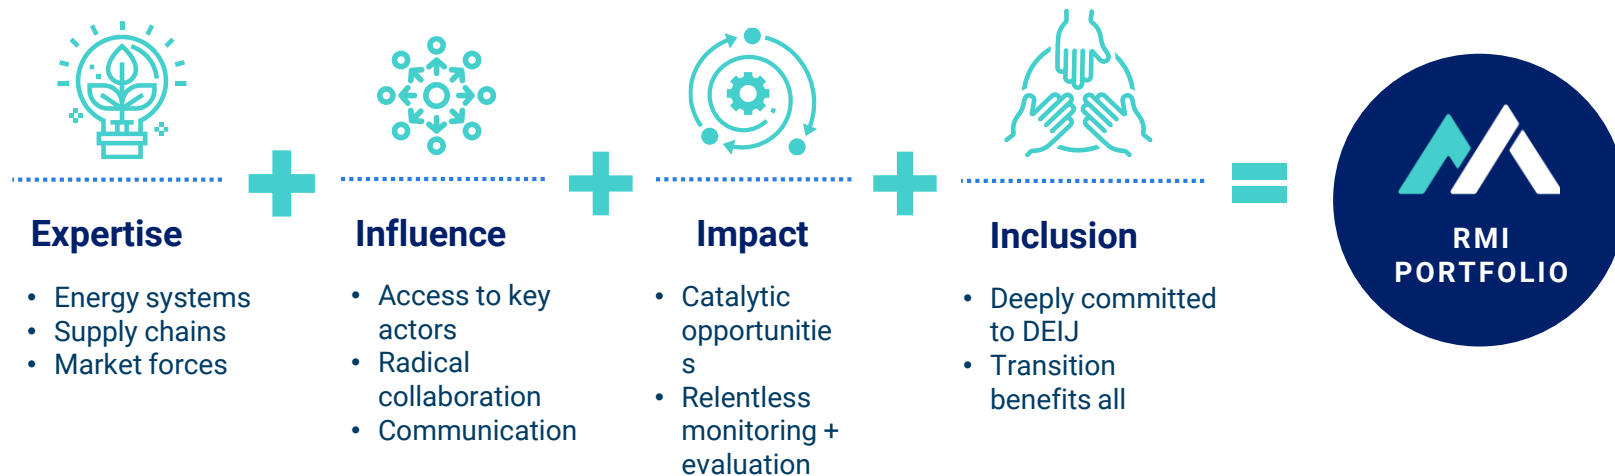 Expertise
• Energy systems
• Supply chains
• Market forces
Influence
• Access to key
actors
• Radical
collaboration
• Communication
Impact
• Catalytic
opportunitie
s
• Relentless
monitoring +
evaluation
Inclusion
• Deeply committed
to DEIJ
• Transition
benefits all
RMI
PORTFOLIO